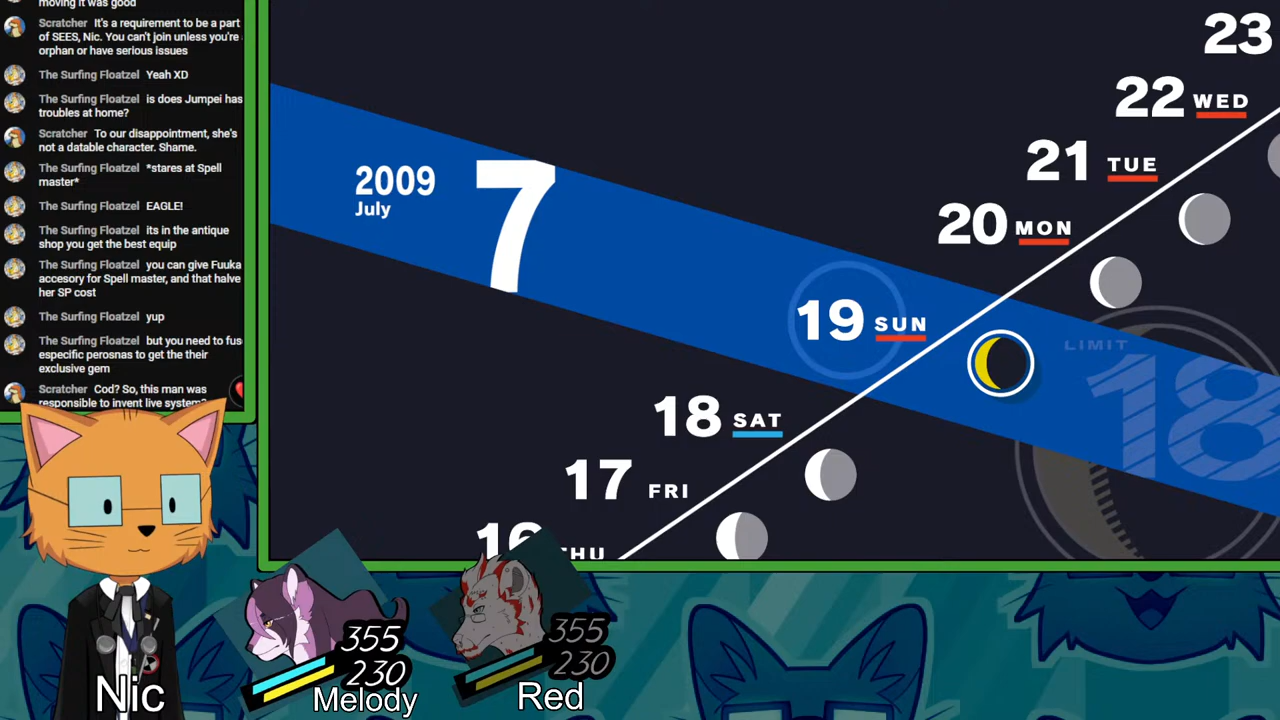 moving it was good
Scratcher It's a requirement to be a part
of SEES, Nic. You can't join unless you're
orphan or have serious issues
The Surfing Floatzel Yeah XD
The Surfing Floatzel is does Jumpei has
troubles at home?
Scratcher To our disappointment, she's
not a datable character. Shame.
The Surfing Floatzel *stares at Spell
master*
The Surfing Floatzel EAGLE!
The Surfing Floatzel its in the antique
shop you get the best equip
The Surfing Floatzel you can give Fuuka
accesory for Spell master, and that halve
her SP cost
The Surfing Floatzel yup
The Surfing Floatzel but you need to fuse
especific perosnas to get the their
exclusive gem
Scratcher Cod? So, this man was
responsible to invent live system?
2009
July
7
23
22 WED
21 TUE
20 MON
19 SUN
18 SAT
17 FRI
16 THU
LIMIT
18
355
230
355
230
Nic
Melody
Red